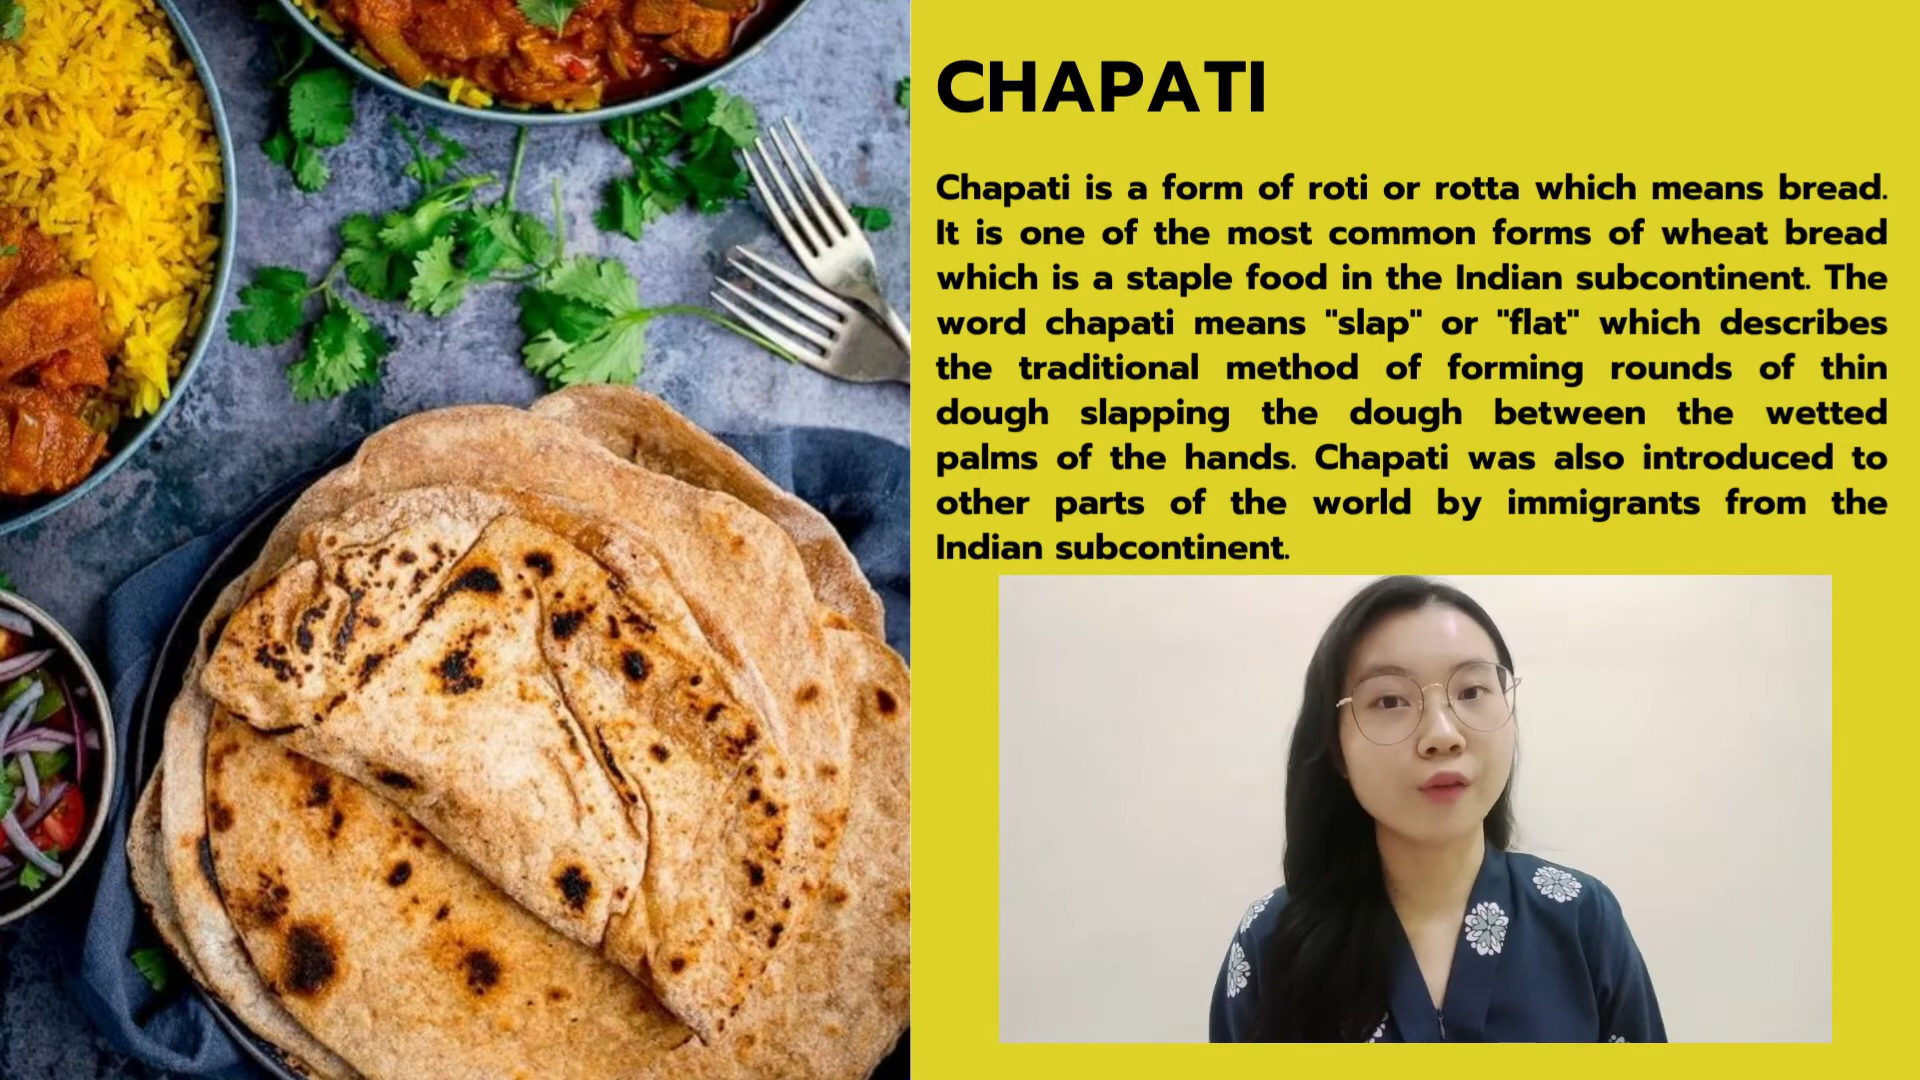 CHAPATI
Chapati is a form of roti or rotta which means bread.
It is one of the most common forms of wheat bread
which is a staple food in the Indian subcontinent. The
word chapati means "slap" or "flat" which describes
the traditional method of forming rounds of thin
dough slapping the dough between the wetted
palms of the hands. Chapati was also introduced to
other parts of the world by immigrants from the
Indian subcontinent.